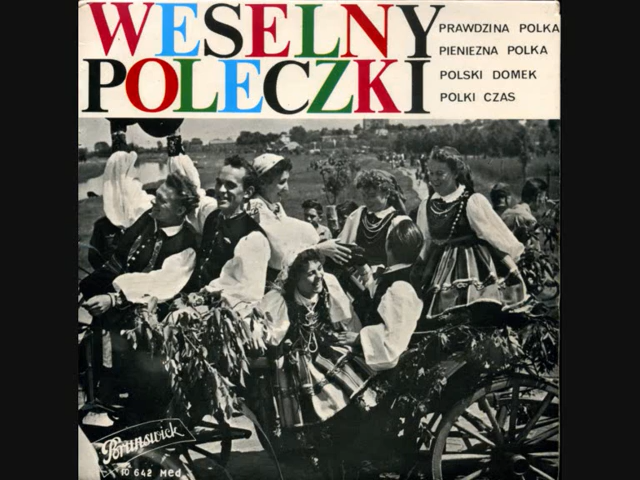 WESELNY
POLECZKI
PRAWDZINA POLKA
PIENIEZNA POLKA
POLSKI DOMEK
POLKI CZAS
Brunswick
10 642 Med